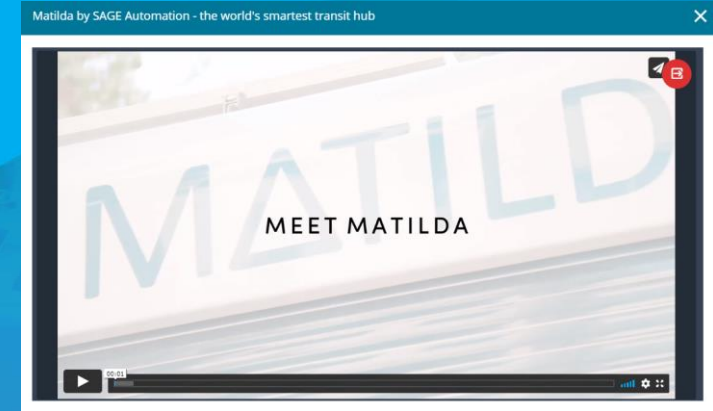 Matilda by SAGE Automation - the world's smartest transit hub
MATILD
MEET MATILDA
00:01